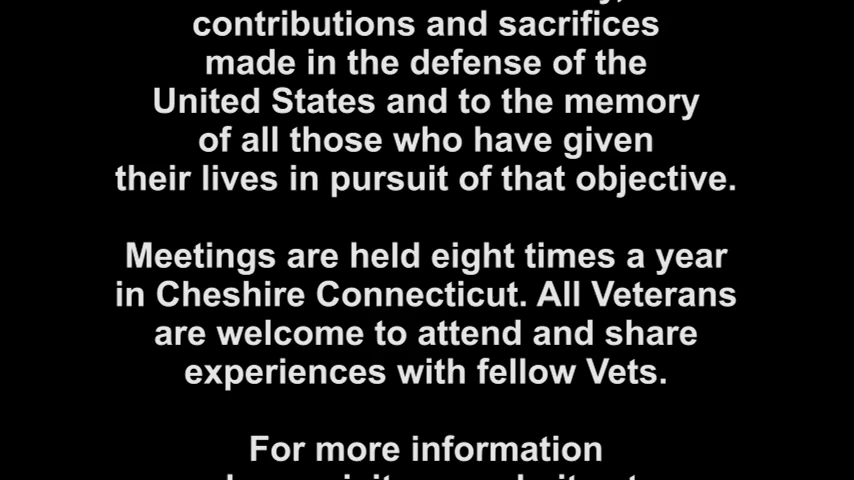 contributions and sacrifices
made in the defense of the
United States and to the memory
of all those who have given
their lives in pursuit of that objective.
Meetings are held eight times a year
in Cheshire Connecticut. All Veterans
are welcome to attend and share
experiences with fellow Vets.
For more information